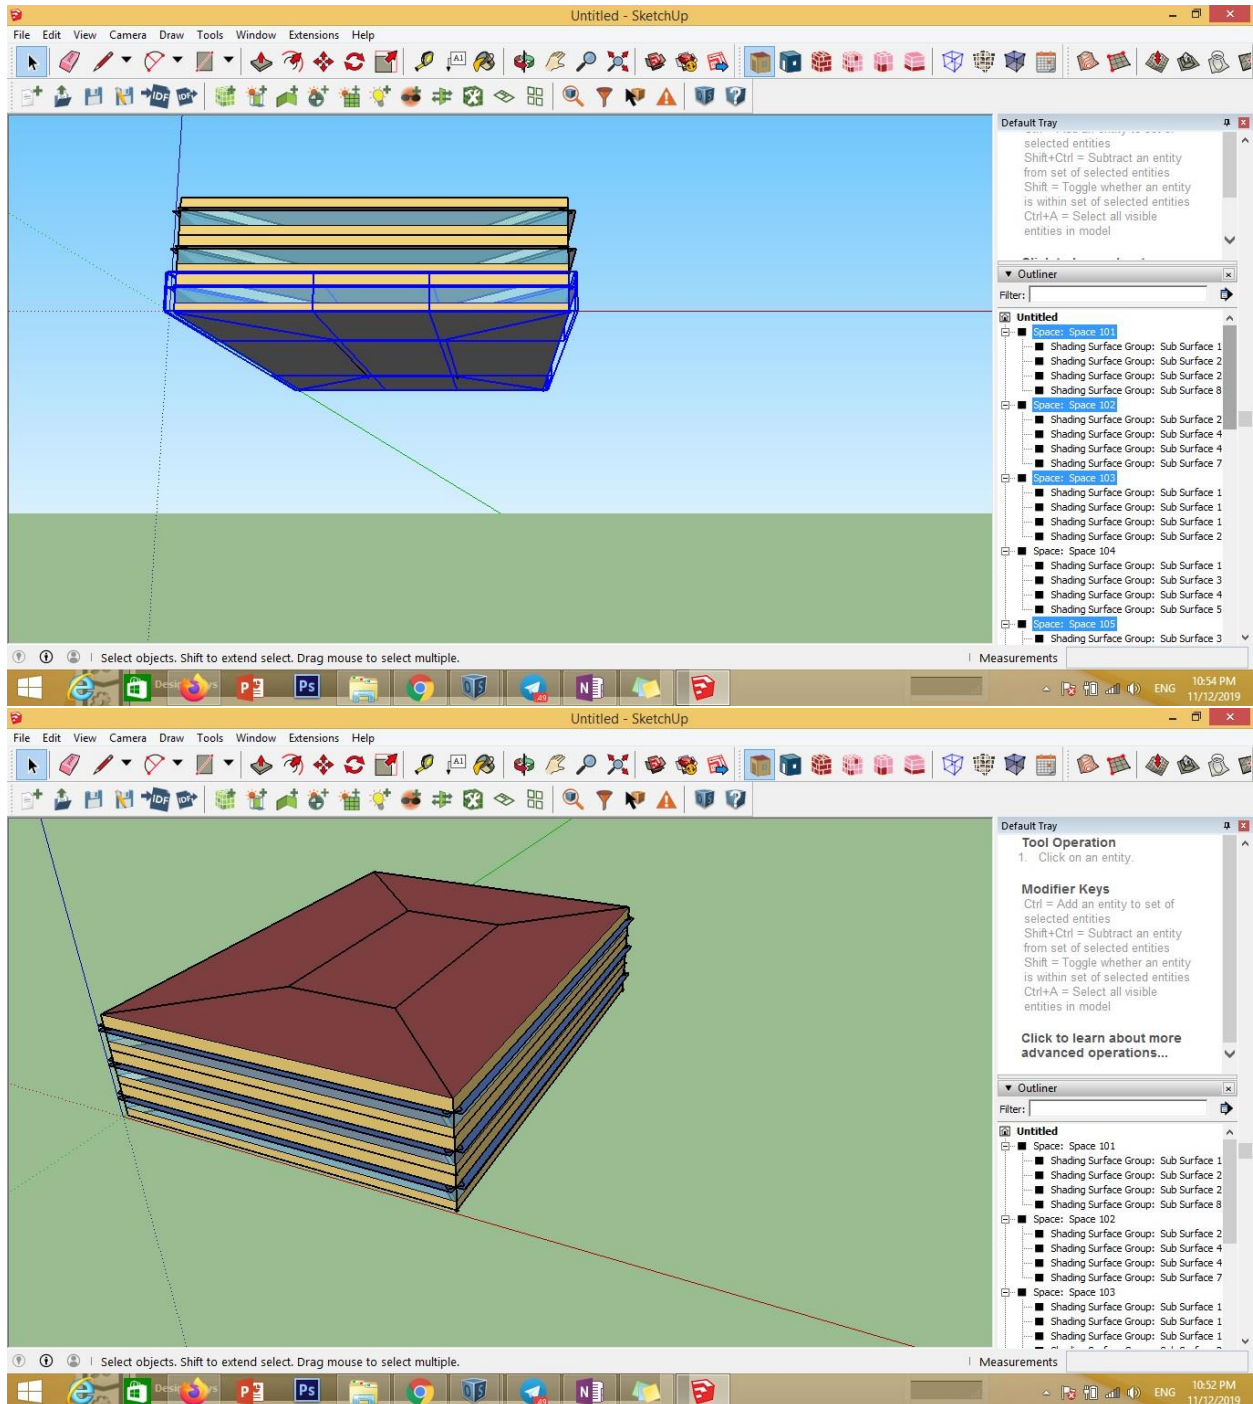 Untitled - SketchUp
File Edit View Camera Draw Tools Window Extensions Help
A1
IDF
IDF
Default Tray
selected entities
Shift+Ctrl = Subtract an entity
from set of selected entities
Shift = Toggle whether an entity
is within set of selected entities
Ctrl+A = Select all visible
entities in model
Outliner
Filter:
Untitled
Space: Space 101
Shading Surface Group: Sub Surface 1
Shading Surface Group: Sub Surface 2
Shading Surface Group: Sub Surface 2
Shading Surface Group: Sub Surface 8
Space: Space 102
Shading Surface Group: Sub Surface 2
Shading Surface Group: Sub Surface 4
Shading Surface Group: Sub Surface 4
Shading Surface Group: Sub Surface 7
Space: Space 103
Shading Surface Group: Sub Surface 1
Shading Surface Group: Sub Surface 1
Shading Surface Group: Sub Surface 1
Shading Surface Group: Sub Surface 2
Space: Space 104
Shading Surface Group: Sub Surface 1
Shading Surface Group: Sub Surface 3
Shading Surface Group: Sub Surface 4
Shading Surface Group: Sub Surface 5
Space: Space 105
Shading Surface Group: Sub Surface 3
Select objects. Shift to extend select. Drag mouse to select multiple.
Measurements
Ps
ENG
10:54 PM
11/12/2019
Untitled - SketchUp
File Edit View Camera Draw Tools Window Extensions Help
A1
IDF
IDF
Default Tray
Tool Operation
1. Click on an entity.
Modifier Keys
Ctrl = Add an entity to set of
selected entities
Shift+Ctrl = Subtract an entity
from set of selected entities
Shift = Toggle whether an entity
is within set of selected entities
Ctrl+A = Select all visible
entities in model
Click to learn about more
advanced operations...
Outliner
Filter:
Untitled
Space: Space 101
Shading Surface Group: Sub Surface 1
Shading Surface Group: Sub Surface 2
Shading Surface Group: Sub Surface 2
Shading Surface Group: Sub Surface 8
Space: Space 102
Shading Surface Group: Sub Surface 2
Shading Surface Group: Sub Surface 4
Shading Surface Group: Sub Surface 4
Shading Surface Group: Sub Surface 7
Space: Space 103
Shading Surface Group: Sub Surface 1
Shading Surface Group: Sub Surface 1
Shading Surface Group: Sub Surface 1
Select objects. Shift to extend select. Drag mouse to select multiple.
Measurements
Ps
ENG
10:52 PM
11/12/2019